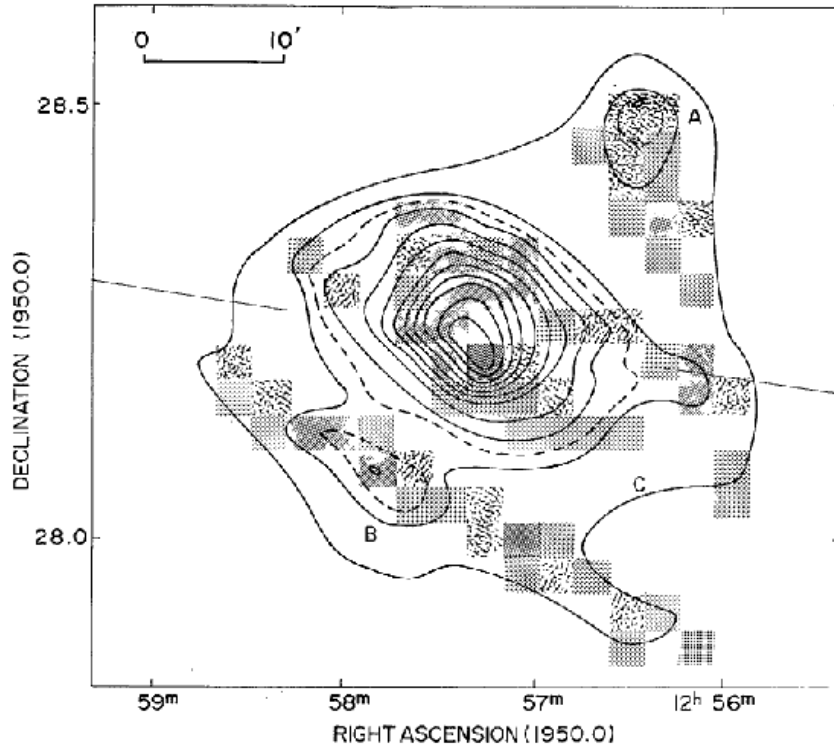 0 10'
28.5
A
DECLINATION (1950.0)
C
B
28.0
59ᵐ 58ᵐ 57ᵐ 12ʰ 56ᵐ
RIGHT ASCENSION (1950.0)